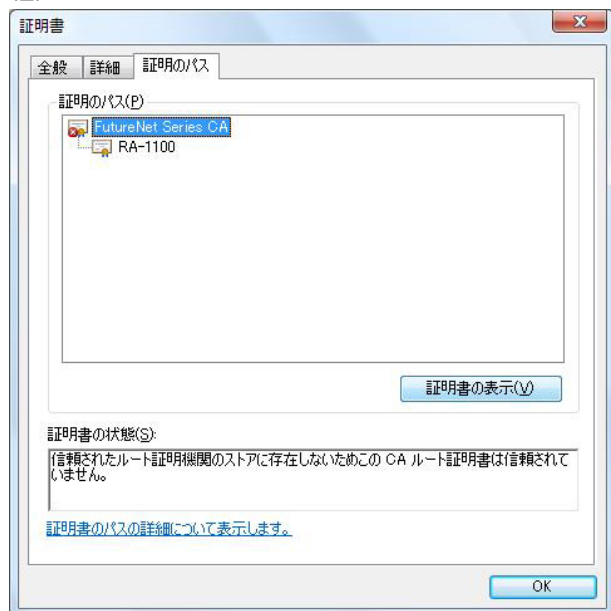 証明書
全般
詳細
証明のパス
証明のパス(P)
FutureNet Series CA
RA-1100
証明書の表示(V)
証明書の状態(S):
信頼されたルート証明機関のストアに存在しないためこの CA ルート証明書は信頼されて
いません。
証明書のパスの詳細について表示します。
OK